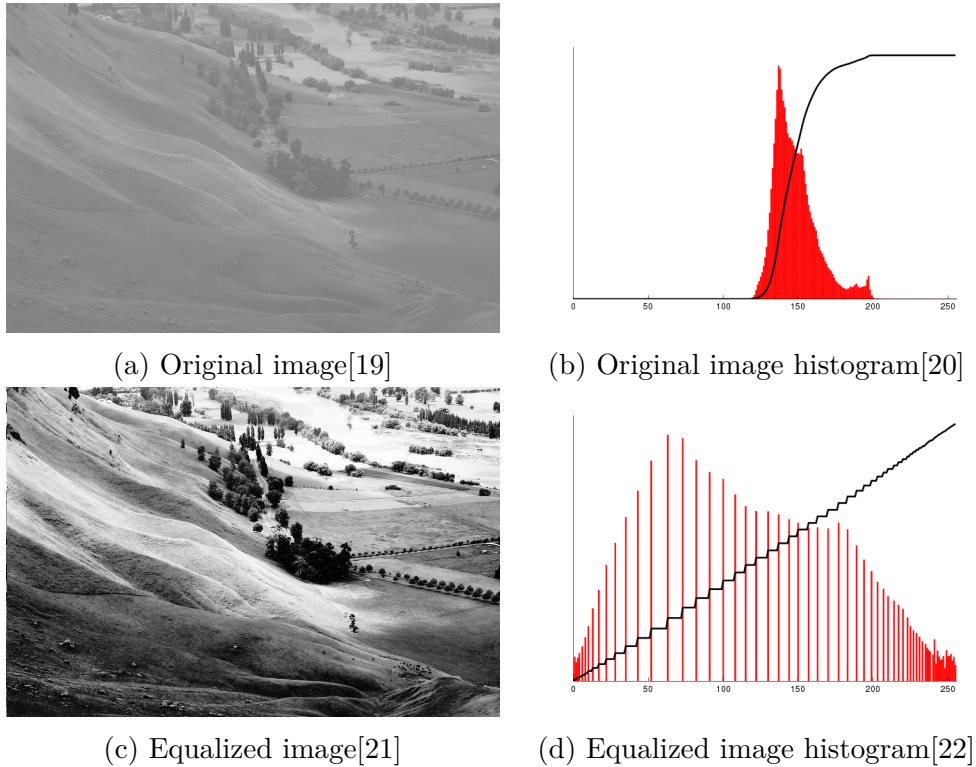 0 50 100 150 200 250
(a) Original image[19]
(b) Original image histogram[20]
0 50 100 150 200 250
(c) Equalized image[21]
(d) Equalized image histogram[22]